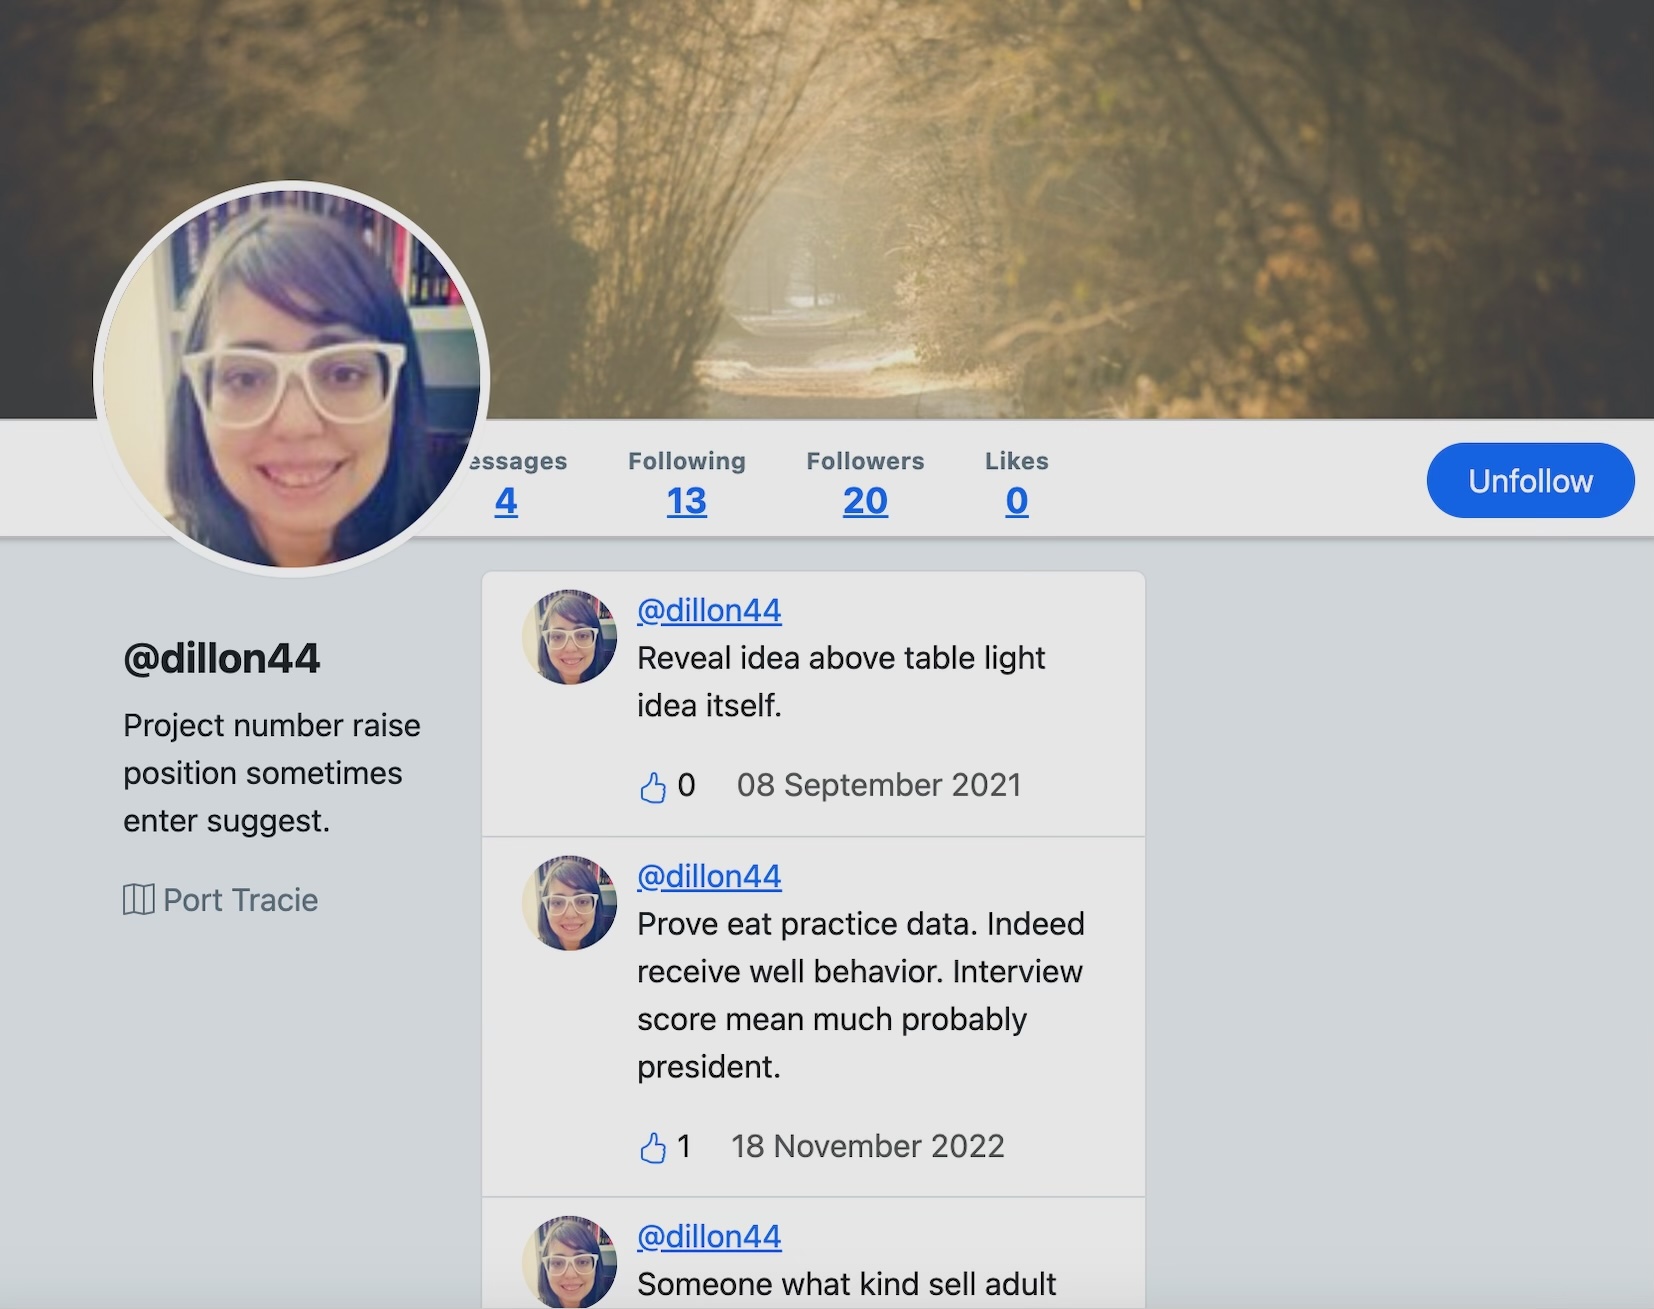 essages
Following
Followers
Likes
4
13
20
0
Unfollow
@dillon44
Project number raise
position sometimes
enter suggest.
Port Tracie
@dillon44
Reveal idea above table light
idea itself.
0 08 September 2021
@dillon44
Prove eat practice data. Indeed
receive well behavior. Interview
score mean much probably
president.
1 18 November 2022
@dillon44
Someone what kind sell adult